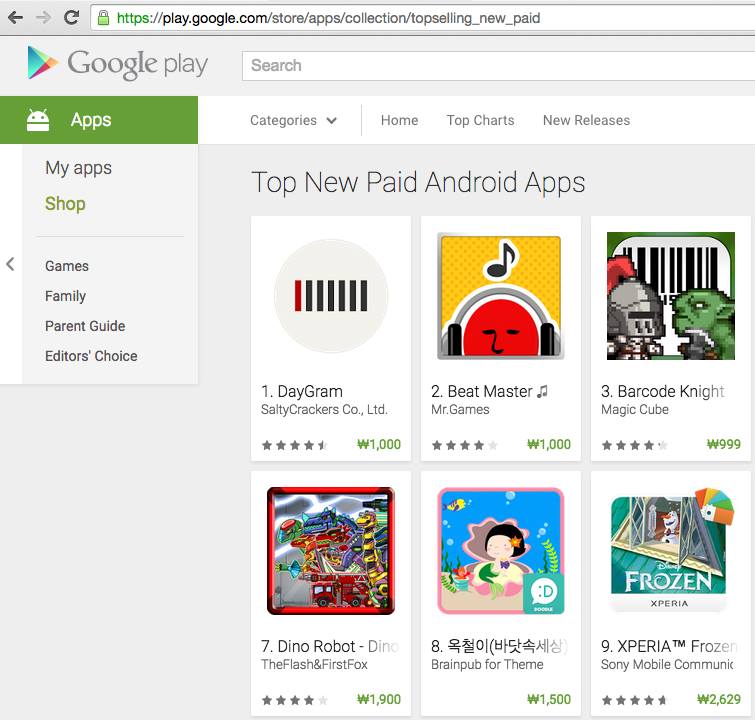 https://play.google.com/store/apps/collection/topselling_new_paid
Google play
Search
Apps
Categories
Home
Top Charts
New Releases
My apps
Shop
Games
Family
Parent Guide
Editors' Choice
Top New Paid Android Apps
1. DayGram
SaltyCrackers Co., Ltd.
₩1,000
2. Beat Master 🎵
Mr.Games
₩1,000
3. Barcode Knight
Magic Cube
₩999
7. Dino Robot - Dino
TheFlash&FirstFox
₩1,900
:D
DOODLE
8. 옥철이(바닷속세상)
Brainpub for Theme
₩1,500
Disney
FROZEN
XPERIA
9. XPERIA™ Frozen
Sony Mobile Communic
₩2,629